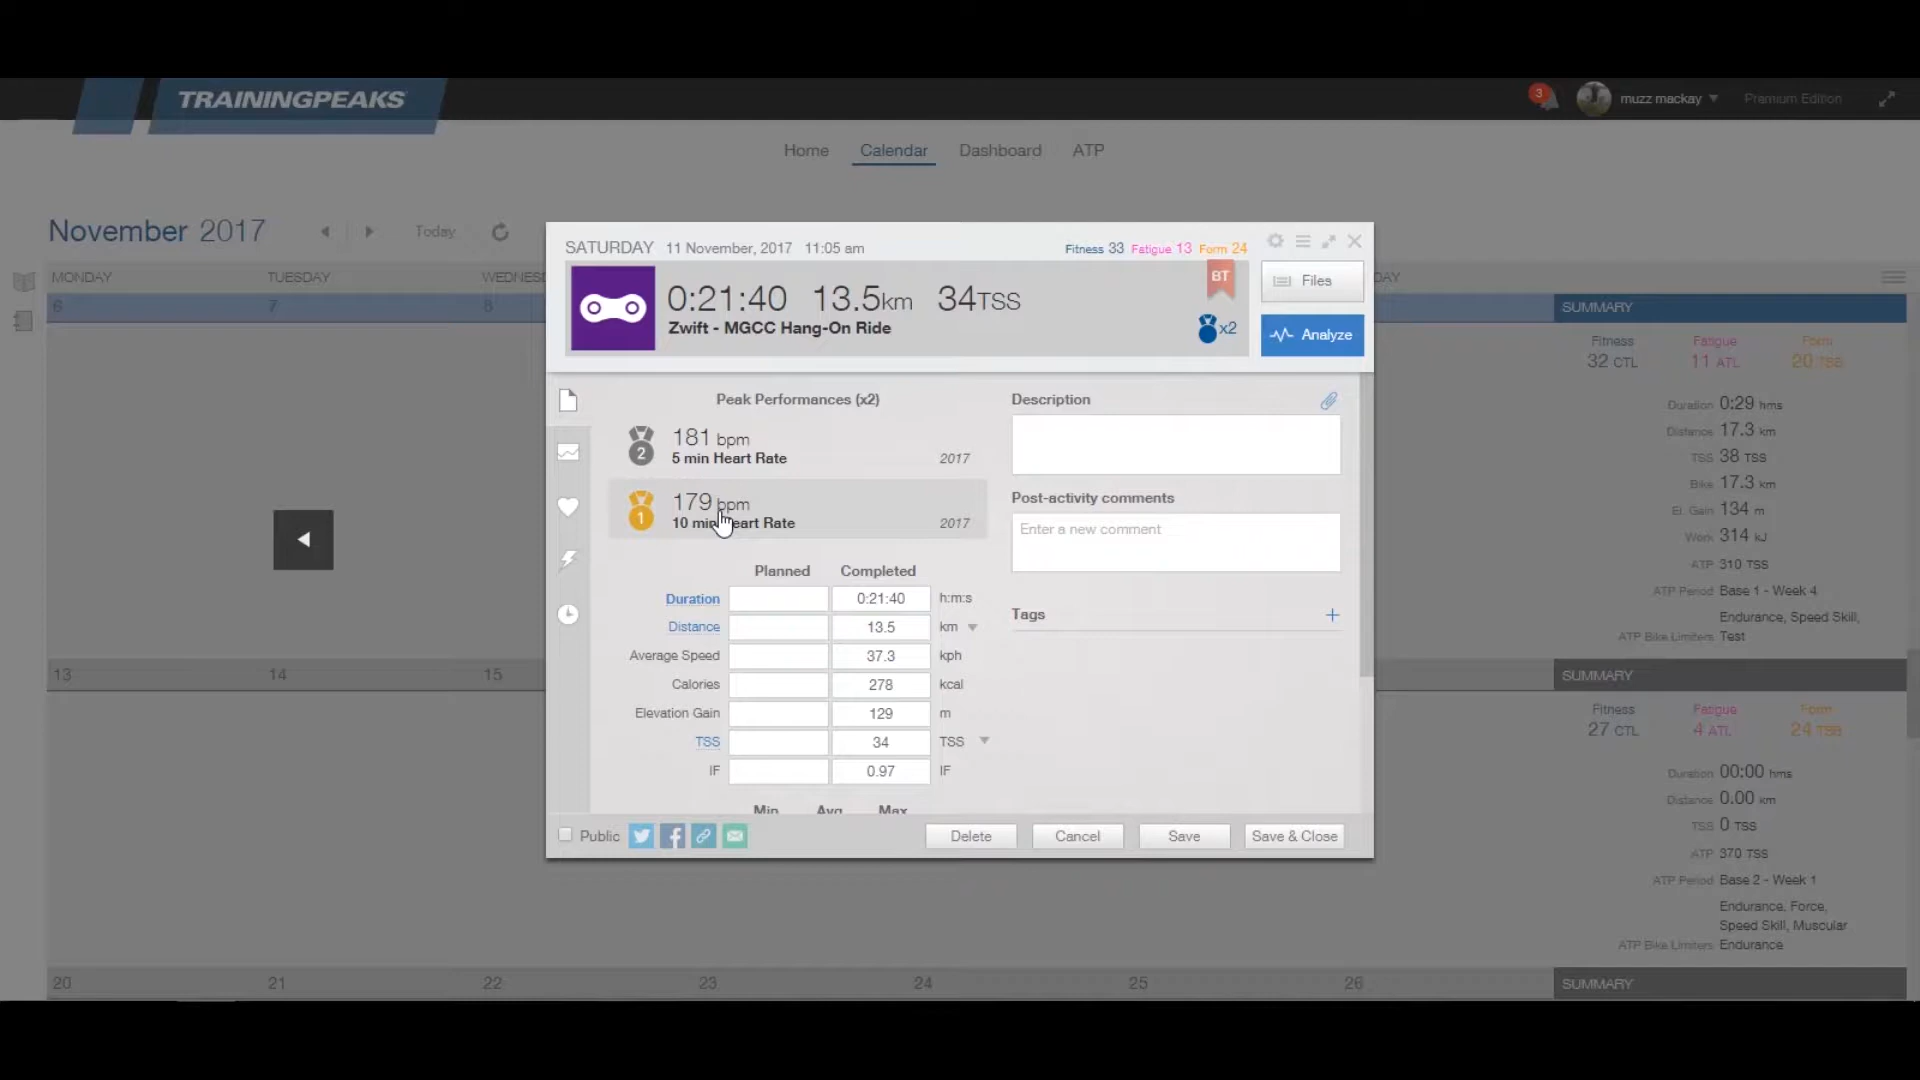 TRAININGPEAKS
3
muzz mackay
Premium Edition
Home
Calendar
Dashboard
ATP
November 2017
Today
MONDAY
TUESDAY
WEDNESD
DAY
6
7
8
SUMMARY
Fitness
Fatigue
Form
32 CTL
11 ATL
20 TSB
Duration 0:29 hms
Distance 17.3 km
TSS 38 TSS
Bike 17.3 km
El. Gain 134 m
Work 314 kJ
ATP 310 TSS
ATP Period Base 1 - Week 4
Endurance, Speed Skill,
ATP Bike Limiters Test
13
14
15
SUMMARY
Fitness
Fatigue
Form
27 CTL
4 ATL
24 TSB
Duration 00:00 hms
Distance 0.00 km
TSS 0 TSS
ATP 370 TSS
ATP Period Base 2 - Week 1
Endurance, Force,
Speed Skill, Muscular
ATP Bike Limiters Endurance
20
21
22
23
24
25
26
SUMMARY
SATURDAY 11 November, 2017 11:05 am
Fitness 33 Fatigue 13 Form 24
0:21:40 13.5km 34TSS
Zwift - MGCC Hang-On Ride
BT
x2
Files
Analyze
Peak Performances (x2)
2
181 bpm
5 min Heart Rate
2017
1
179 bpm
10 min Heart Rate
2017
Planned
Completed
Duration 0:21:40 h:m:s
Distance 13.5 km
Average Speed 37.3 kph
Calories 278 kcal
Elevation Gain 129 m
TSS 34 TSS
IF 0.97 IF
Min Avg Max
Description
Post-activity comments
Enter a new comment
Tags
Public
Delete
Cancel
Save
Save & Close